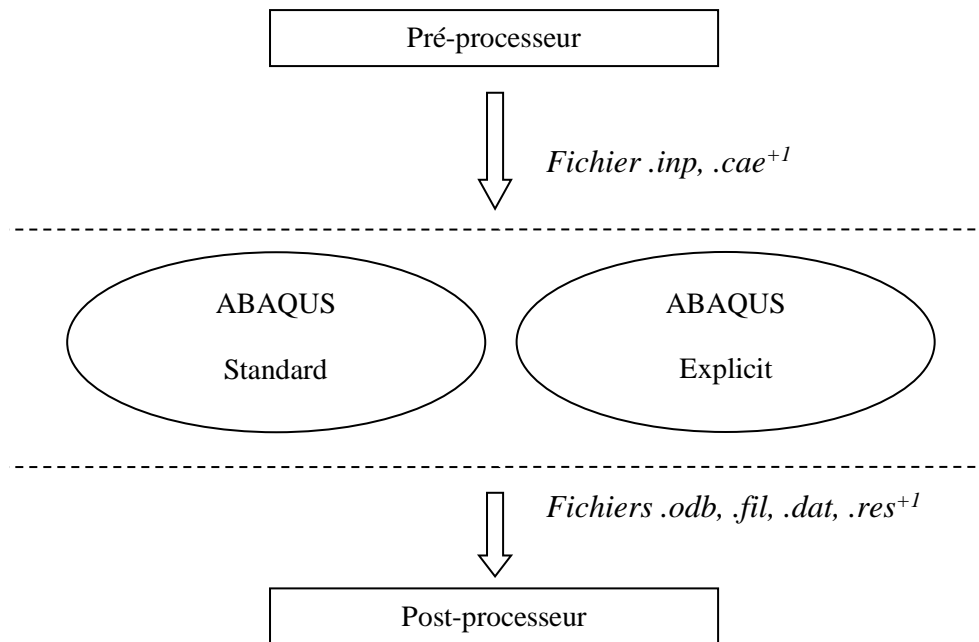 Pré-processeur
Fichier .inp, .cae+1
ABAQUS
Standard
ABAQUS
Explicit
Fichiers .odb, .fil, .dat, .res+1
Post-processeur